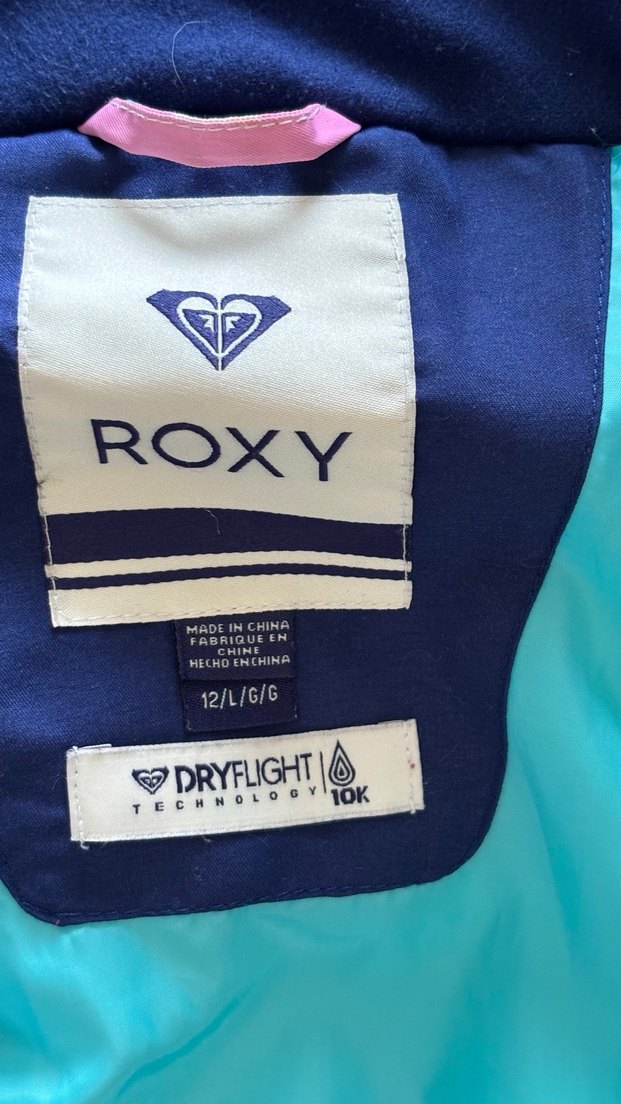 ROXY
MADE IN CHINA
FABRIQUE EN
CHINE
HECHO EN CHINA
12/L/G/G
DRYFLIGHT
TECHNOLOGY
10K